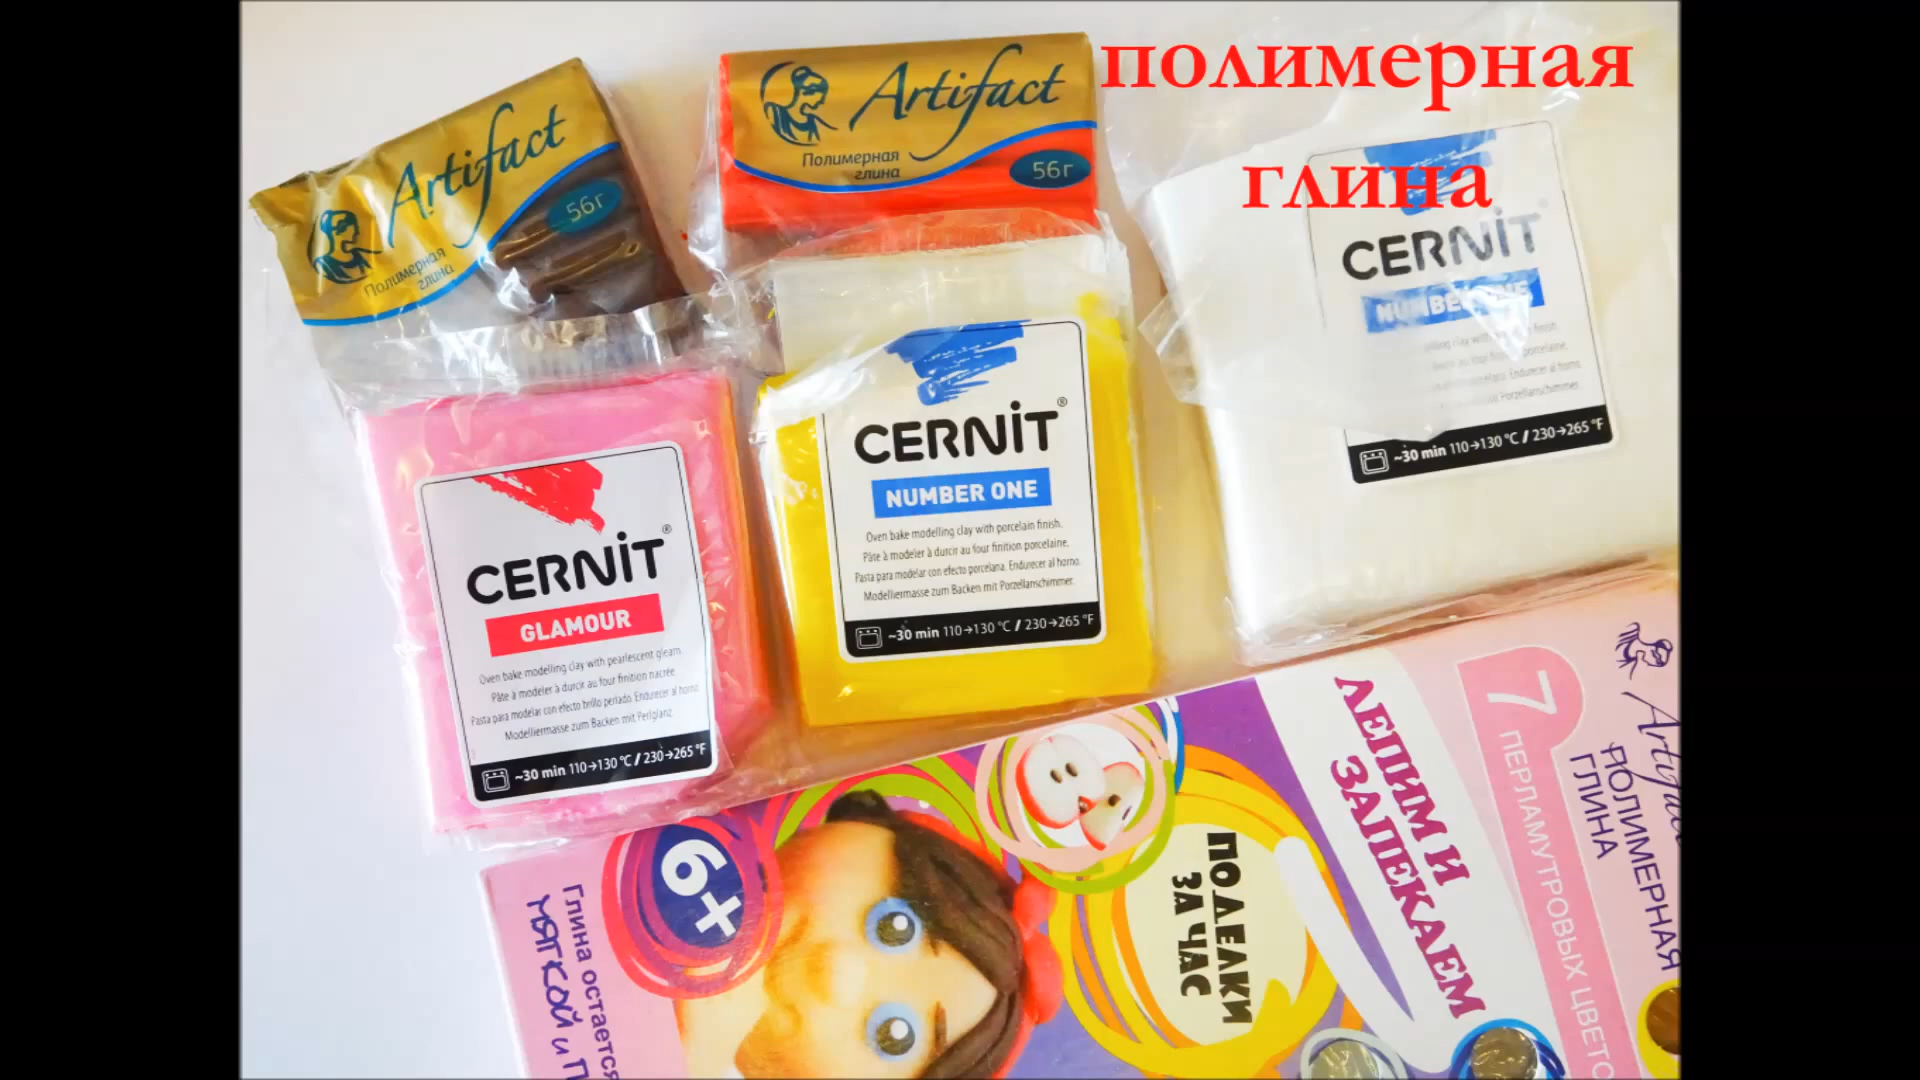 полимерная
глина
Artifact
Полимерная
глина
56г
Artifact
Полимерная
глина
56г
CERNIT
NUMBER ONE
~30 min 110→130 °C / 230→265 °F
CERNIT®
NUMBER ONE
Oven bake modelling clay with porcelain finish.
Pâte à modeler à durcir au four finition porcelaine.
Pasta para modelar con efecto porcelana. Endurecer al horno.
Modelliermasse zum Backen mit Porzellanschimmer.
~30 min 110→130 °C / 230→265 °F
CERNIT®
GLAMOUR
Oven bake modelling clay with pearlescent gleam.
Pâte à modeler à durcir au four finition nacrée
Pasta para modelar con efecto brillo perlado. Endurecer al horno
Modelliermasse zum Backen mit Perlglanz.
~30 min 110→130 °C / 230→265 °F
6+
Глина остается
МЯГКОЙ и
ПОДЕЛКИ
ЗА ЧАС
ЛЕПИМ И
ЗАПЕКАЕМ
7
ПЕРЛАМУТРОВЫХ ЦВЕТО
ПОЛИМЕРНАЯ
ГЛИНА